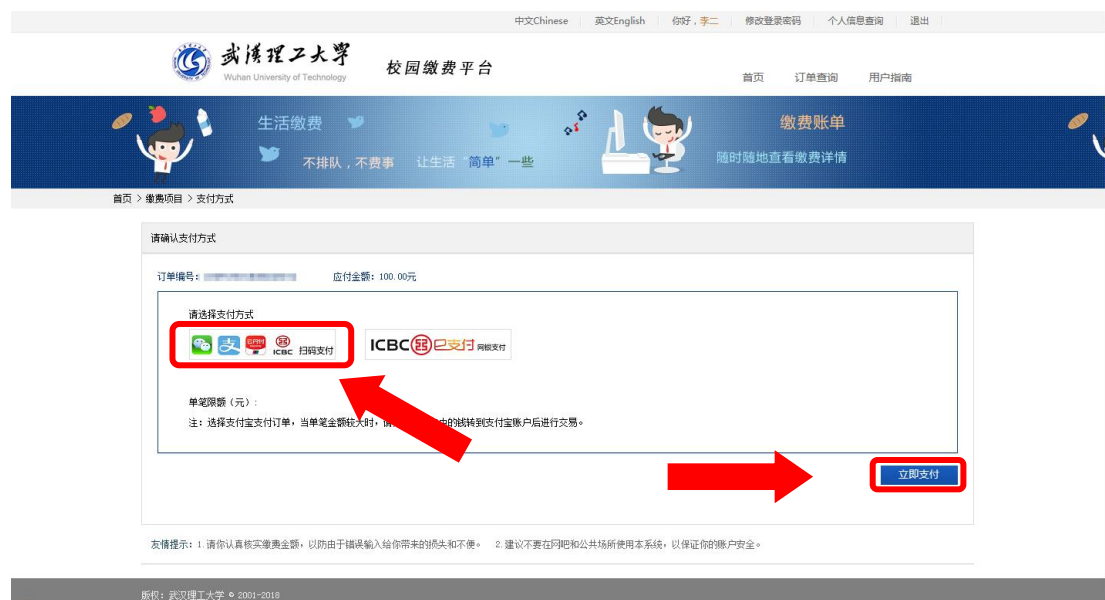 中文Chinese 英文English 你好，李二 修改登录密码 个人信息查询 退出
武汉理工大学
Wuhan University of Technology
校园缴费平台
首页 订单查询 用户指南
生活缴费
不排队，不费事 让生活“简单”一些
缴费账单
随时随地查看缴费详情
首页 > 缴费项目 > 支付方式
请确认支付方式
订单编号： 应付金额：100.00元
请选择支付方式
支 ICBC 扫码支付
ICBC 已支付 网银支付
单笔限额（元）:
注：选择支付宝支付订单，当单笔金额较大时，请 中的钱转到支付宝账户后进行交易。
立即支付
友情提示：1.请你认真核实缴费金额，以防由于错误输入给你带来的损失和不便。 2.建议不要在网吧和公共场所使用本系统，以保证你的账户安全。
版权：武汉理工大学 © 2001-2018